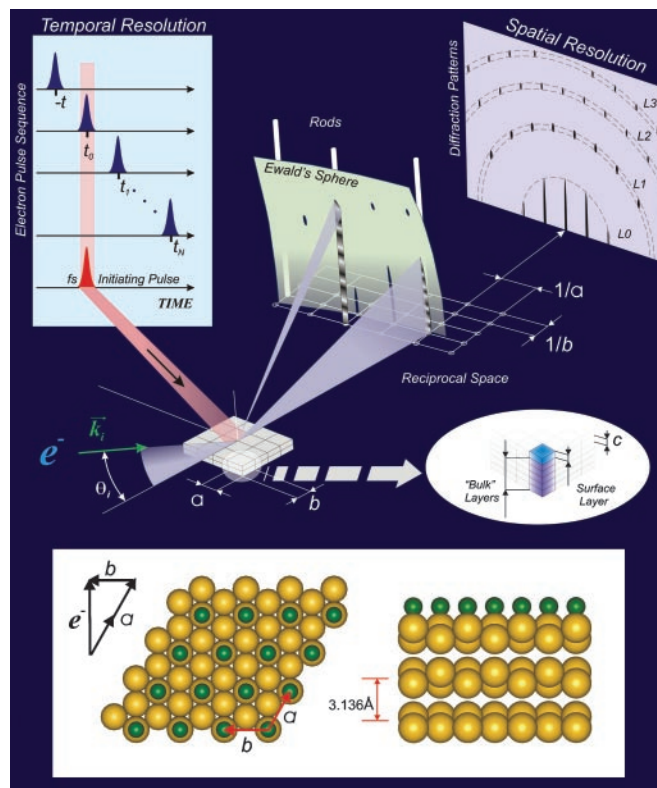 Temporal Resolution
Electron Pulse Sequence
-t
t0
t1
tN
fs Initiating Pulse
TIME
Rods
Ewald's Sphere
Spatial Resolution
Diffraction Patterns
L3
L2
L1
L0
1/a
1/b
Reciprocal Space
e-
ki
θi
a
b
c
"Bulk"
Layers
Surface
Layer
b
e-
a
a
b
3.136Å